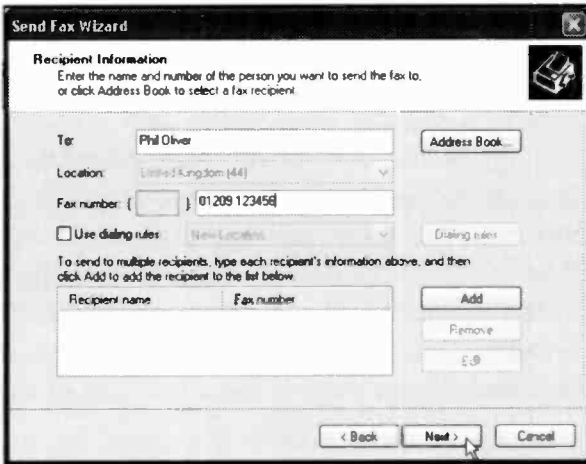 Send Fax Wizard
Recipient Information
Enter the name and number of the person you want to send the fax to,
or click Address Book to select a fax recipient.
To: Phil Oliver Address Book...
Location: United Kingdom (44)
Fax number: ( ) 01209 123456
Use dialing rules New Location Dialing rules
To send to multiple recipients, type each recipient's information above, and then
click Add to add the recipient to the list below.
Recipient name Fax number Add
Remove
Edit
< Back Next > Cancel